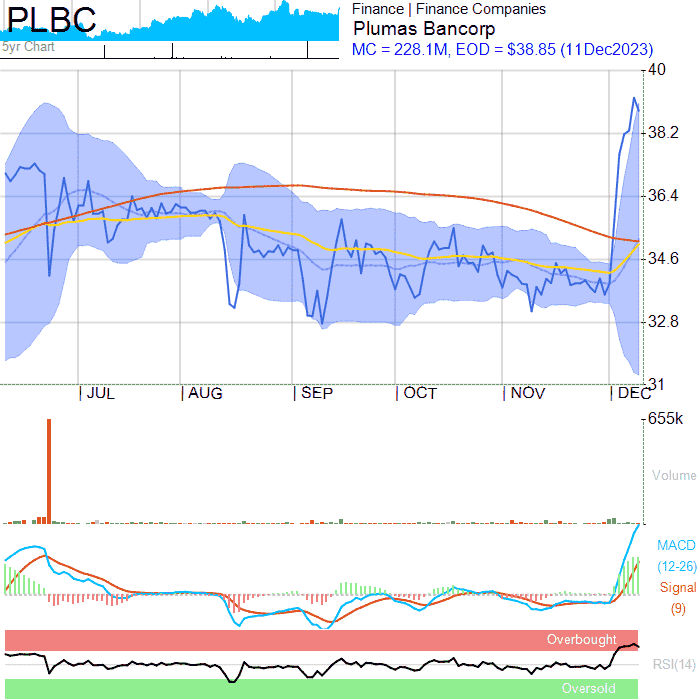 PLBC
5yr Chart
Finance | Finance Companies
Plumas Bancorp
MC = 228.1M, EOD = $38.85 (11Dec2023)
40
38.2
36.4
34.6
32.8
31
JUL AUG SEP OCT NOV DEC
655k
Volume
MACD
(12-26)
Signal
(9)
Overbought
RSI(14)
Oversold